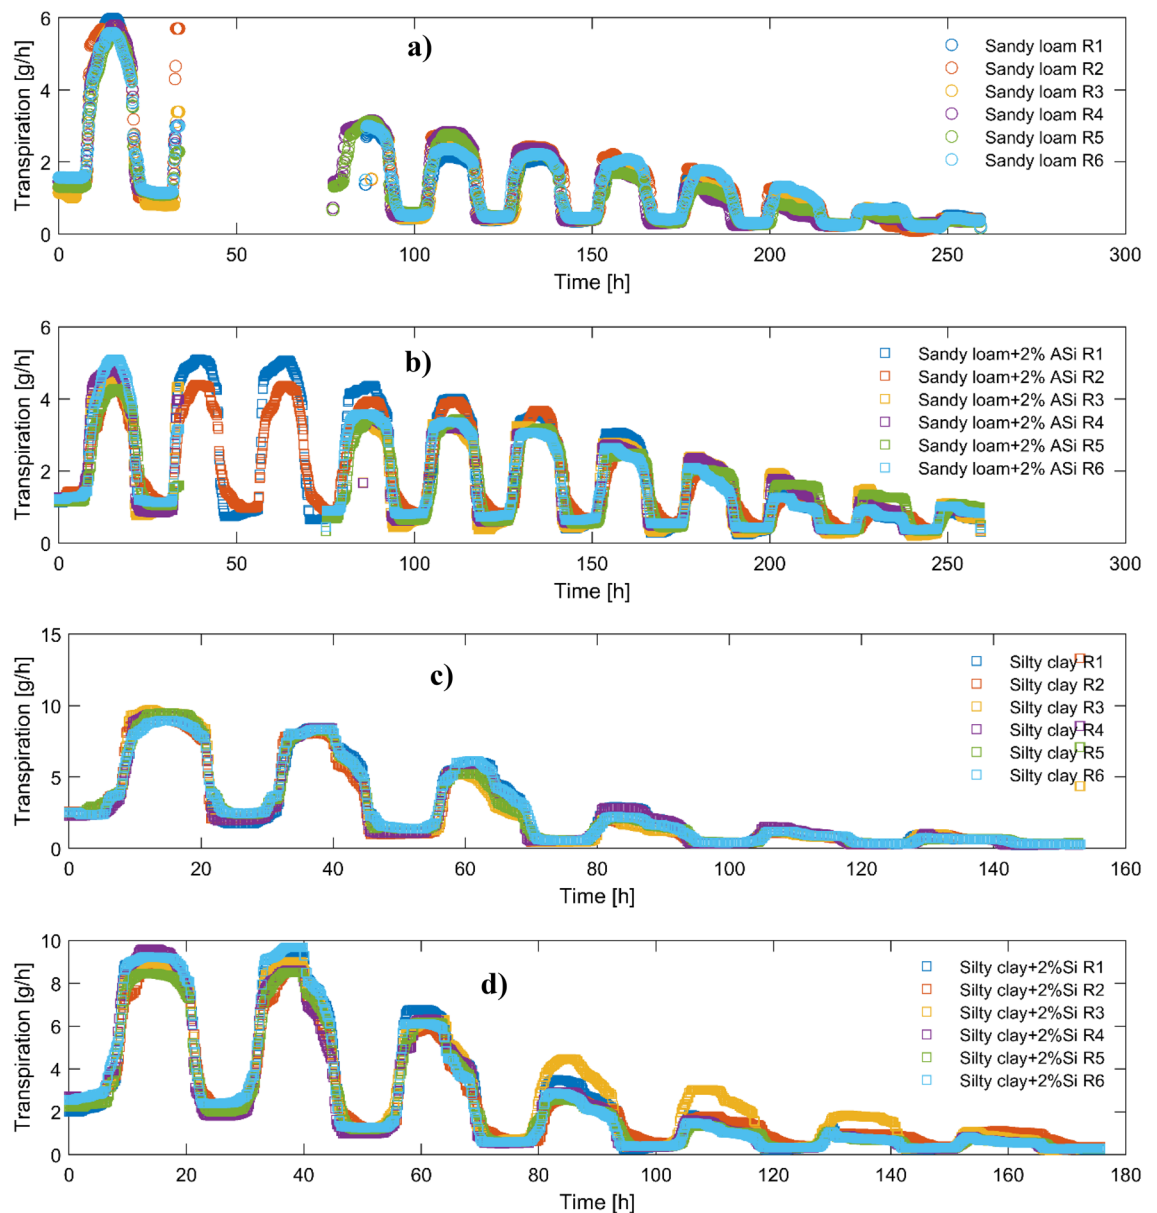 a)
Transpiration [g/h]
6
4
2
0
Sandy loam R1
Sandy loam R2
Sandy loam R3
Sandy loam R4
Sandy loam R5
Sandy loam R6
0 50 100 150 200 250 300
Time [h]
b)
Transpiration [g/h]
6
4
2
0
Sandy loam+2% ASi R1
Sandy loam+2% ASi R2
Sandy loam+2% ASi R3
Sandy loam+2% ASi R4
Sandy loam+2% ASi R5
Sandy loam+2% ASi R6
0 50 100 150 200 250 300
Time [h]
c)
Transpiration [g/h]
15
10
5
0
Silty clay R1
Silty clay R2
Silty clay R3
Silty clay R4
Silty clay R5
Silty clay R6
0 20 40 60 80 100 120 140 160
Time [h]
d)
Transpiration [g/h]
10
8
6
4
2
0
Silty clay+2%Si R1
Silty clay+2%Si R2
Silty clay+2%Si R3
Silty clay+2%Si R4
Silty clay+2%Si R5
Silty clay+2%Si R6
0 20 40 60 80 100 120 140 160 180
Time [h]